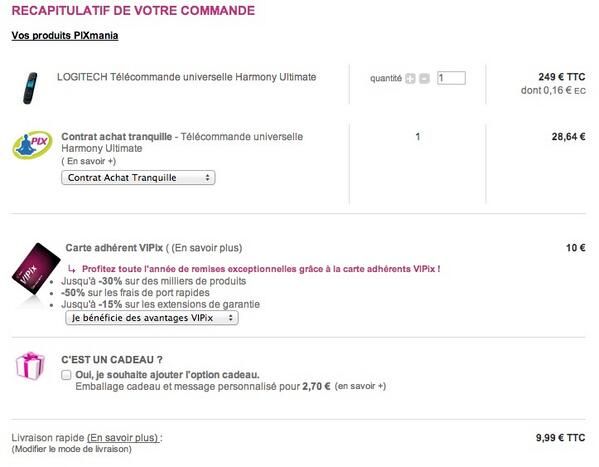 RECAPITULATIF DE VOTRE COMMANDE
Vos produits PIXmania
LOGITECH Télécommande universelle Harmony Ultimate
quantité + - 1
249 € TTC
dont 0,16 € EC
PIX
Contrat achat tranquille - Télécommande universelle
Harmony Ultimate
( En savoir +)
Contrat Achat Tranquille
1
28,64 €
VIPix
Carte adhérent VIPix ( (En savoir plus)
10 €
Profitez toute l'année de remises exceptionnelles grâce à la carte adhérents VIPix !
Jusqu'à -30% sur des milliers de produits
-50% sur les frais de port rapides
Jusqu'à -15% sur les extensions de garantie
Je bénéficie des avantages VIPix
C'EST UN CADEAU ?
Oui, je souhaite ajouter l'option cadeau.
Emballage cadeau et message personnalisé pour 2,70 € (en savoir +)
Livraison rapide (En savoir plus) :
9,99 € TTC
(Modifier le mode de livraison)